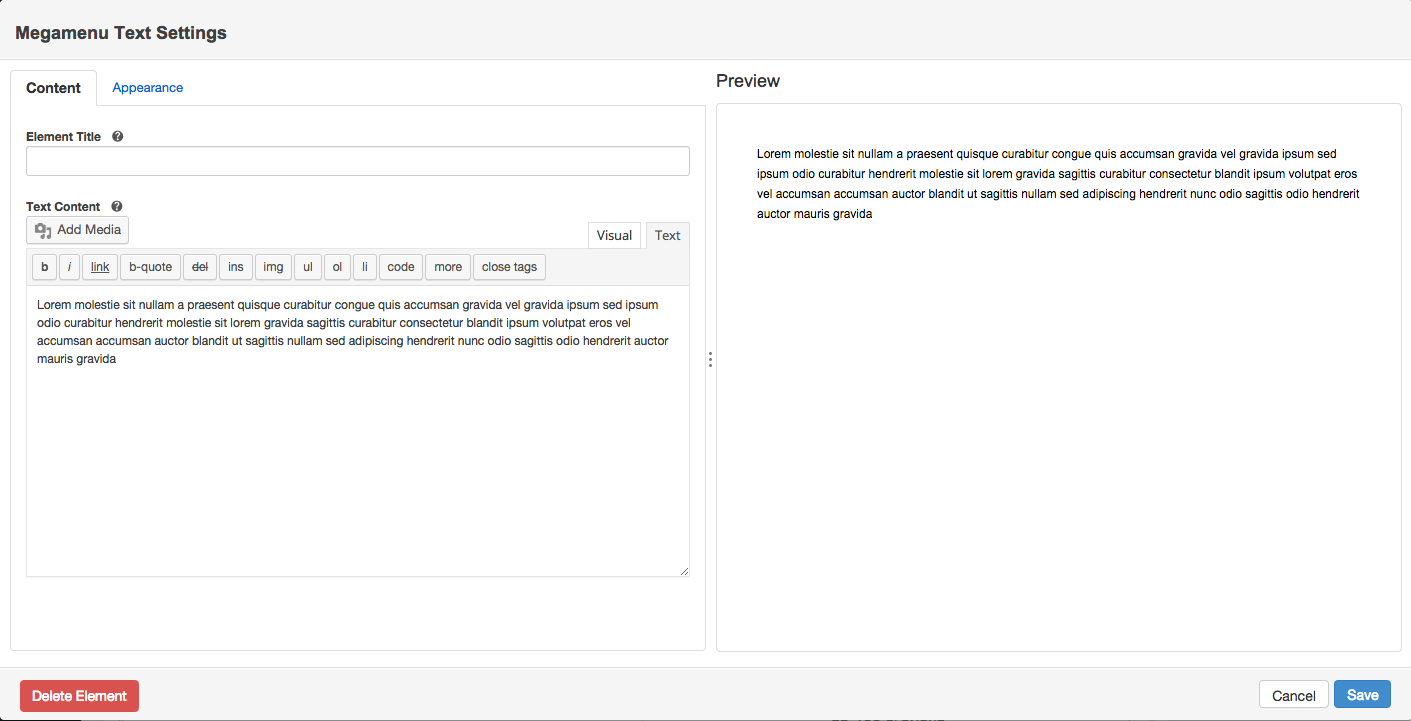 Megamenu Text Settings
Content
Appearance
Element Title
Text Content
Add Media
Visual
Text
b
i
link
b-quote
del
ins
img
ul
ol
li
code
more
close tags
Lorem molestie sit nullam a praesent quisque curabitur congue quis accumsan gravida vel gravida ipsum sed ipsum
odio curabitur hendrerit molestie sit lorem gravida sagittis curabitur consectetur blandit ipsum volutpat eros vel
accumsan accumsan auctor blandit ut sagittis nullam sed adipiscing hendrerit nunc odio sagittis odio hendrerit auctor
mauris gravida
Preview
Lorem molestie sit nullam a praesent quisque curabitur congue quis accumsan gravida vel gravida ipsum sed
ipsum odio curabitur hendrerit molestie sit lorem gravida sagittis curabitur consectetur blandit ipsum volutpat eros
vel accumsan accumsan auctor blandit ut sagittis nullam sed adipiscing hendrerit nunc odio sagittis odio hendrerit
auctor mauris gravida
Delete Element
Cancel
Save